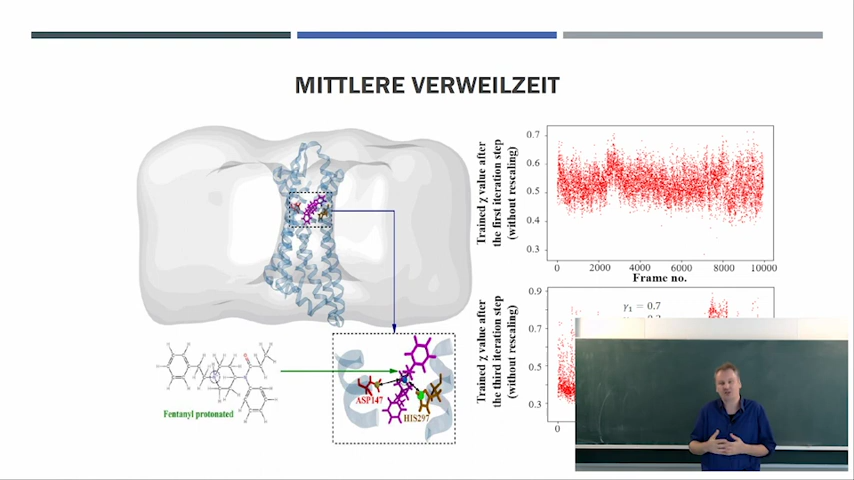 MITTLERE VERWEILZEIT
Trained χ value after
the first iteration step
(without rescaling)
0.7
0.6
0.5
0.4
0.3
0
2000
4000
6000
8000
10000
Frame no.
Trained χ value after
the third iteration step
(without rescaling)
0.9
0.7
0.5
0.3
0
γ₁ = 0.7
ASP147
HIS297
Fentanyl protonated